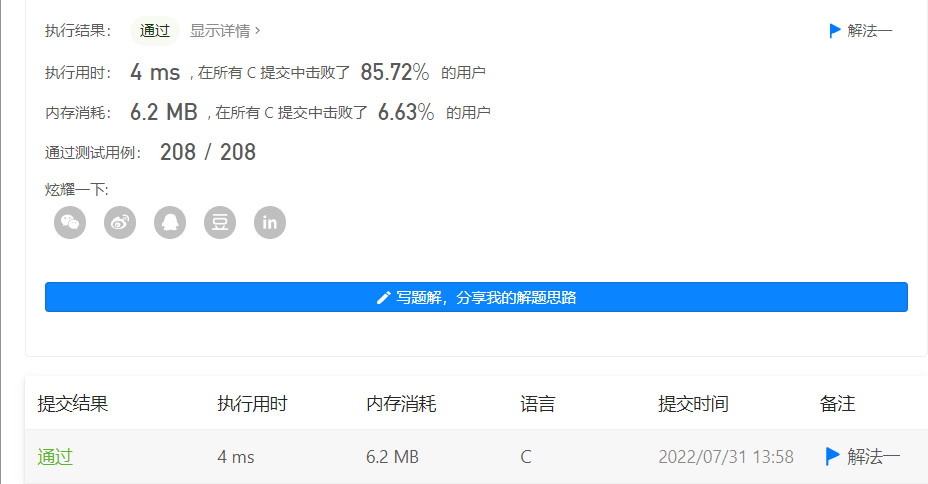 执行结果： 通过 显示详情 > 解法一
执行用时： 4 ms , 在所有 C 提交中击败了 85.72% 的用户
内存消耗： 6.2 MB , 在所有 C 提交中击败了 6.63% 的用户
通过测试用例： 208 / 208
炫耀一下:
豆 in
写题解，分享我的解题思路
提交结果 执行用时 内存消耗 语言 提交时间 备注
通过 4 ms 6.2 MB C 2022/07/31 13:58 解法一